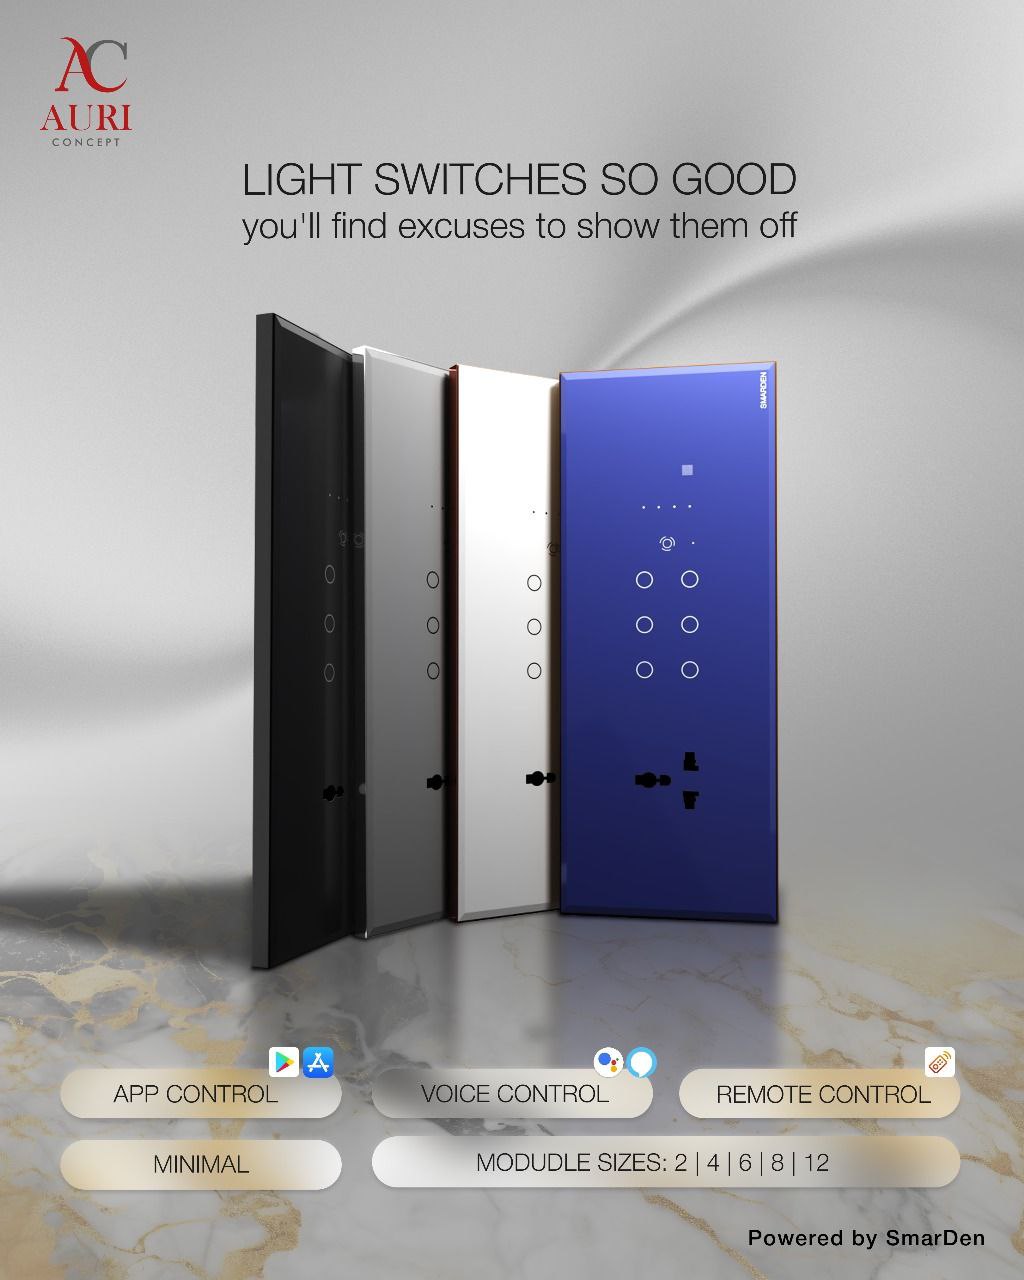 AC
AURI
CONCEPT
LIGHT SWITCHES SO GOOD
you'll find excuses to show them off
SMARDEN
APP CONTROL
VOICE CONTROL
REMOTE CONTROL
MINIMAL
MODUDLE SIZES: 2 | 4 | 6 | 8 | 12
Powered by SmarDen